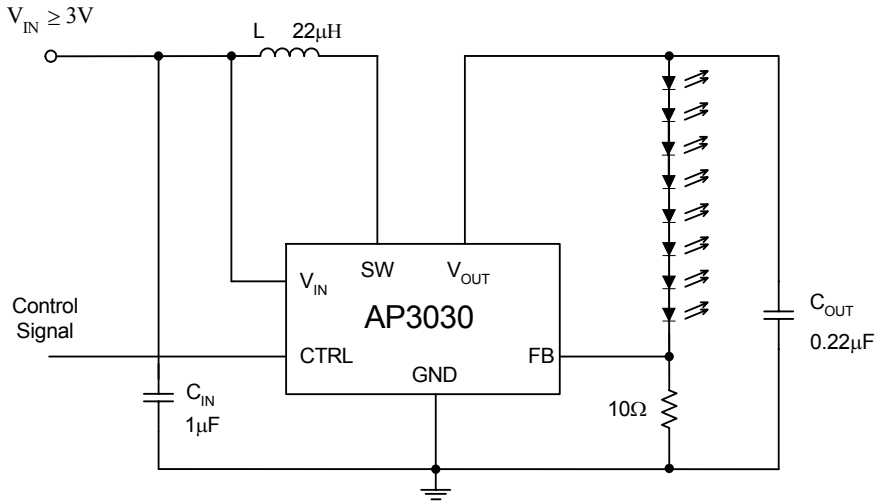 V_IN ≥ 3V
L 22μH
V_IN
SW
V_OUT
AP3030
Control
Signal
CTRL
FB
GND
C_IN
1μF
10Ω
C_OUT
0.22μF